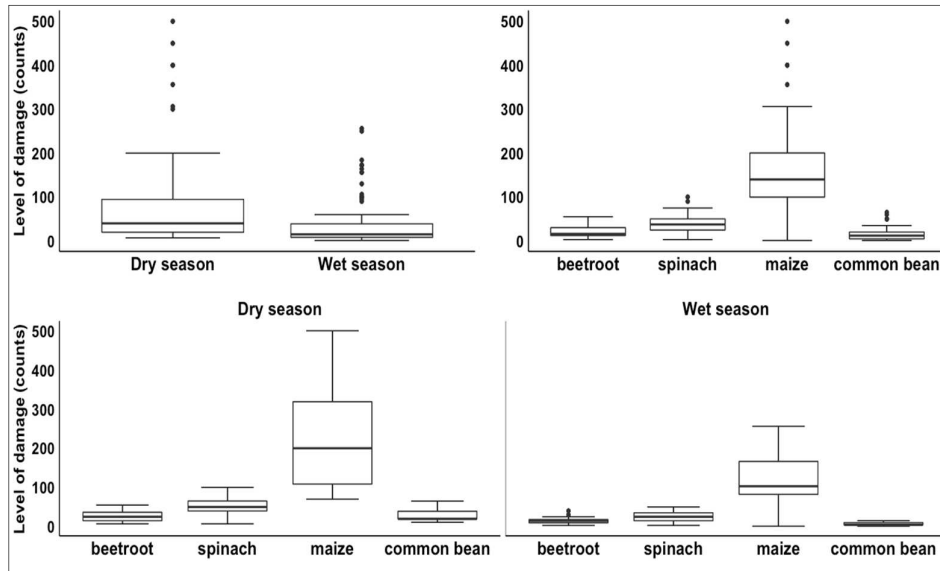 Level of damage (counts)
500
400
300
200
100
0
Dry season Wet season
500
400
300
200
100
0
beetroot spinach maize common bean
Dry season
Level of damage (counts)
500
400
300
200
100
0
beetroot spinach maize common bean
Wet season
beetroot spinach maize common bean